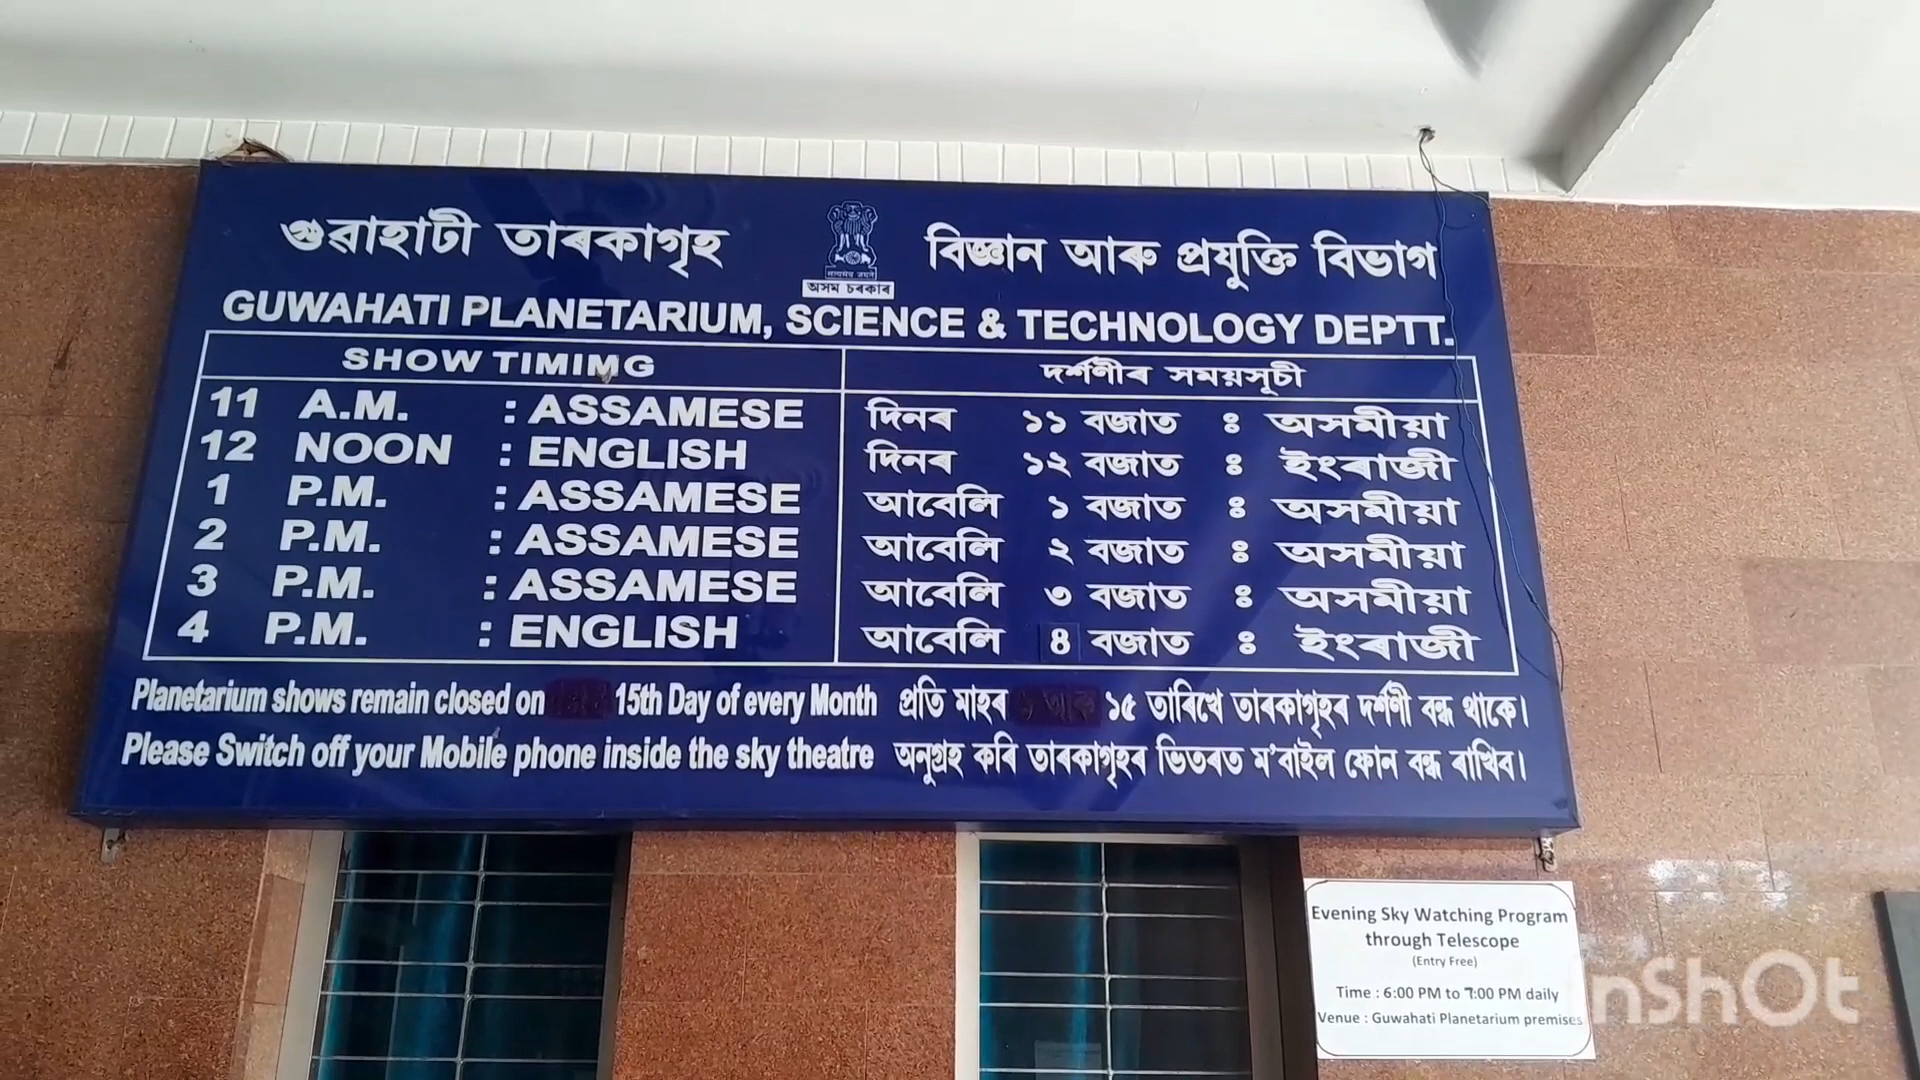 গুৱাহাটী তাৰকাগৃহ
অসম চৰকাৰ
বিজ্ঞান আৰু প্ৰযুক্তি বিভাগ
GUWAHATI PLANETARIUM, SCIENCE & TECHNOLOGY DEPTT.
SHOW TIMIMG
11 A.M. : ASSAMESE
12 NOON : ENGLISH
1 P.M. : ASSAMESE
2 P.M. : ASSAMESE
3 P.M. : ASSAMESE
4 P.M. : ENGLISH
দৰ্শণীৰ সময়সূচী
দিনৰ ১১ বজাত ঃ অসমীয়া
দিনৰ ১২ বজাত ঃ ইংৰাজী
আবেলি ১ বজাত ঃ অসমীয়া
আবেলি ২ বজাত ঃ অসমীয়া
আবেলি ৩ বজাত ঃ অসমীয়া
আবেলি ৪ বজাত ঃ ইংৰাজী
Planetarium shows remain closed on 15th Day of every Month
Please Switch off your Mobile phone inside the sky theatre
প্ৰতি মাহৰ ১৫ তাৰিখে তাৰকাগৃহৰ দৰ্শণী বন্ধ থাকে।
অনুগ্ৰহ কৰি তাৰকাগৃহৰ ভিতৰত ম'বাইল ফোন বন্ধ ৰাখিব।
Evening Sky Watching Program
through Telescope
(Entry Free)
Time : 6:00 PM to 7:00 PM daily
Venue : Guwahati Planetarium premises
InShOt